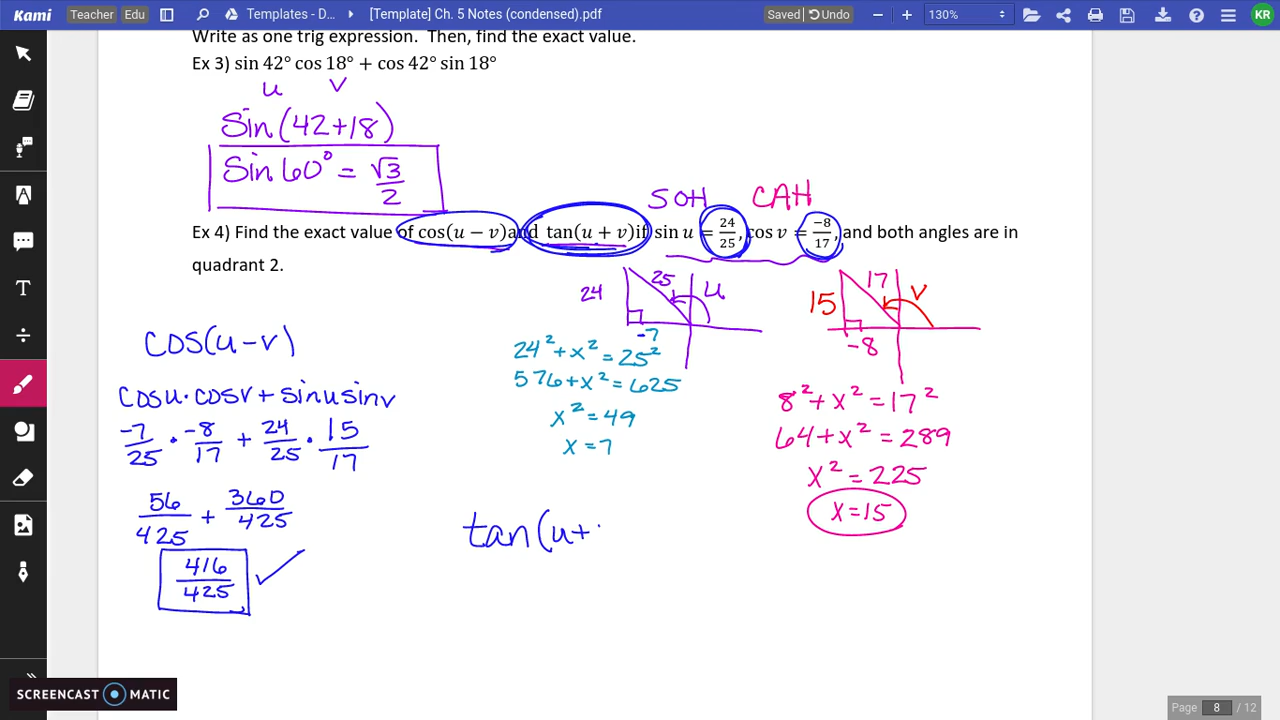 Kami Teacher Edu Templates - D... [Template] Ch. 5 Notes (condensed).pdf Saved Undo 130% KR
Write as one trig expression. Then, find the exact value.
Ex 3) sin 42° cos 18° + cos 42° sin 18°
u v
Sin(42+18)
Sin 60° = √3/2
SOH CAH
Ex 4) Find the exact value of cos(u − v)and tan(u + v)if sin u = 24/25, cos v = −8/17, and both angles are in
quadrant 2.
24 25 u -7
15 17 v -8
cos(u-v)
cosu·cosv+sinusinv
-7/25 · -8/17 + 24/25 · 15/17
56/425 + 360/425
416/425
24²+x²=25²
576+x²=625
x²=49
x=7
8²+x²=17²
64+x²=289
x²=225
x=15
tan(u+
SCREENCAST MATIC
Page 8 / 12